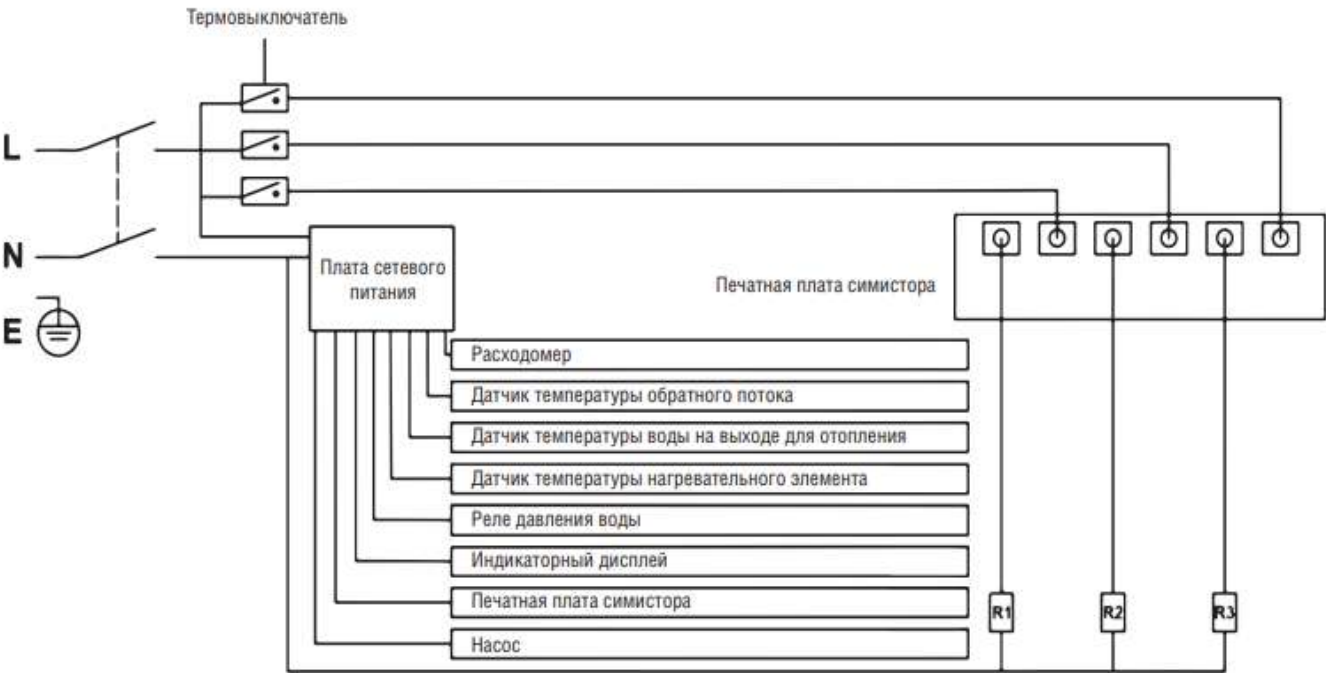 Термовыключатель
L
N
E
Плата сетевого
питания
Печатная плата симистора
Расходомер
Датчик температуры обратного потока
Датчик температуры воды на выходе для отопления
Датчик температуры нагревательного элемента
Реле давления воды
Индикаторный дисплей
Печатная плата симистора
Насос
R1
R2
R3